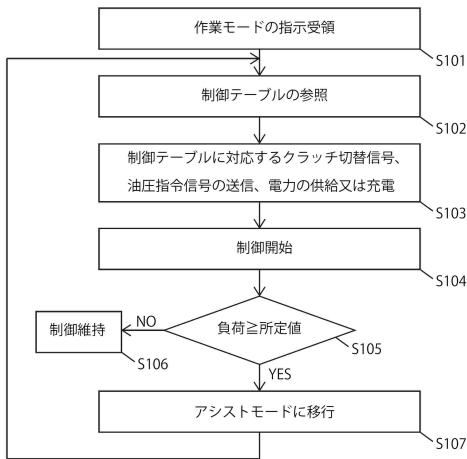 作業モードの指示受領
S101
制御テーブルの参照
S102
制御テーブルに対応するクラッチ切替信号、
油圧指令信号の送信、電力の供給又は充電
S103
制御開始
S104
負荷≧所定値
S105
NO
制御維持
S106
YES
アシストモードに移行
S107